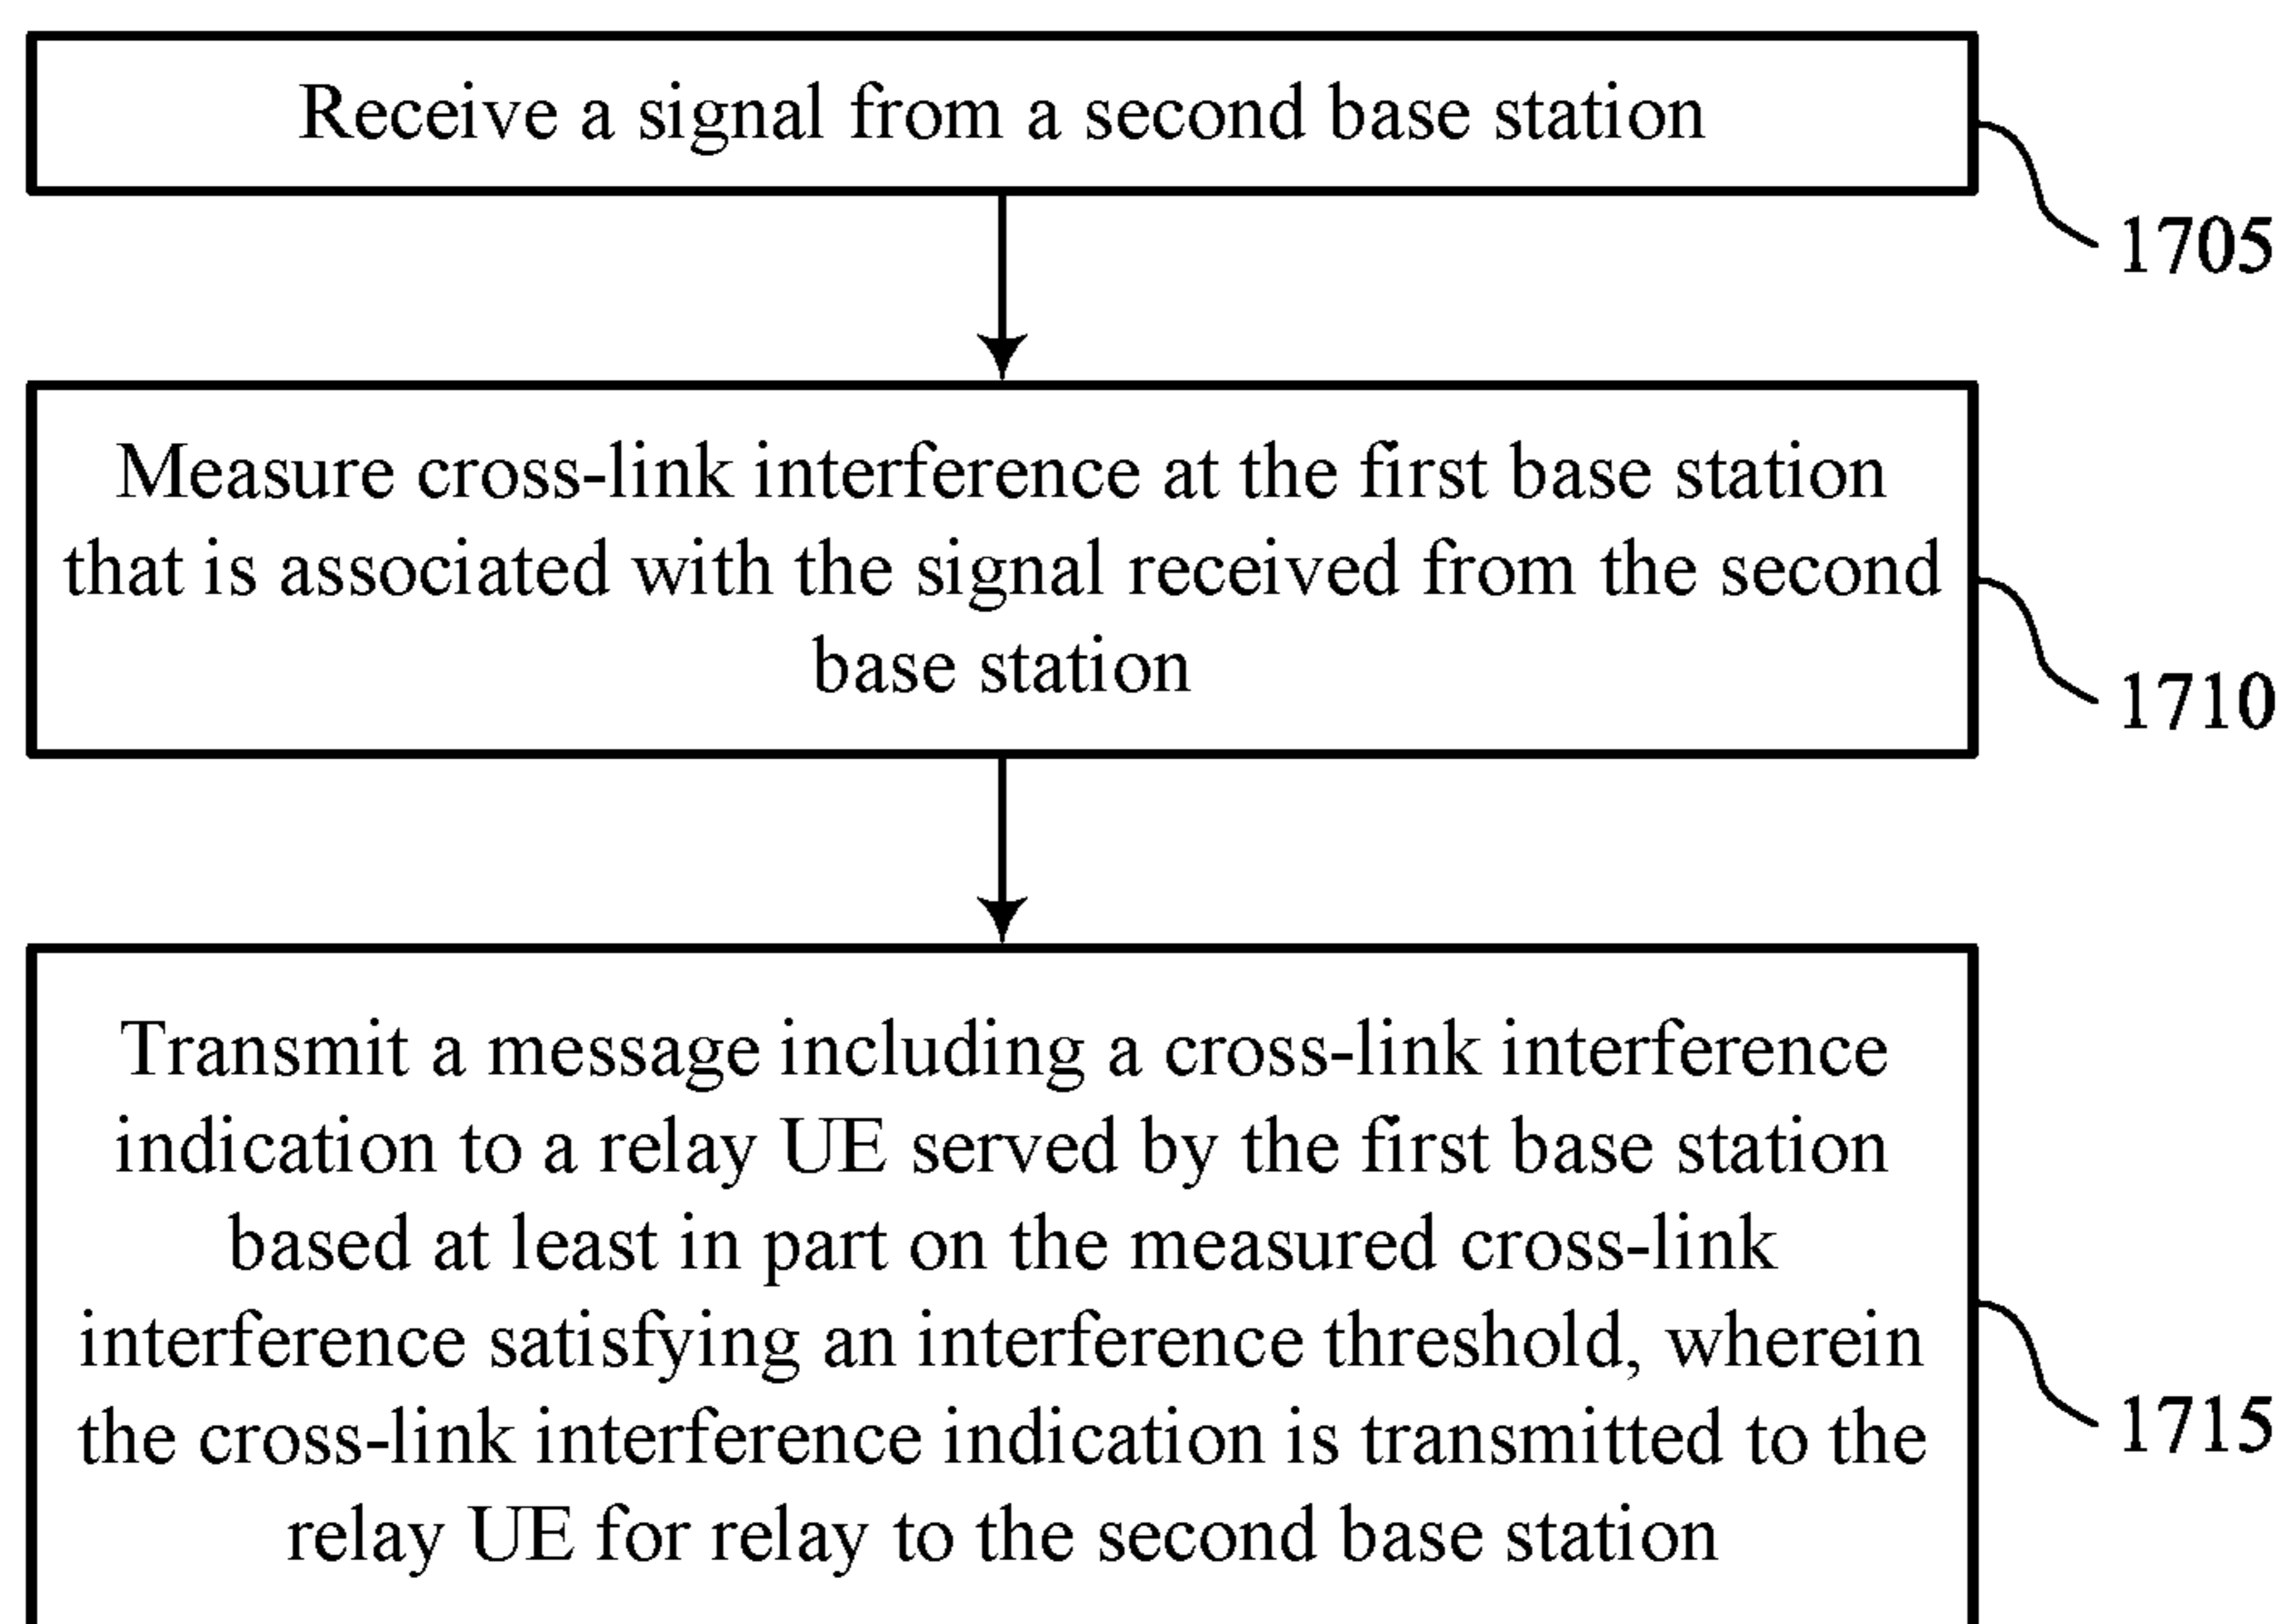 Receive a signal from a second base station
1705
Measure cross-link interference at the first base station
that is associated with the signal received from the second
base station
1710
Transmit a message including a cross-link interference
indication to a relay UE served by the first base station
based at least in part on the measured cross-link
interference satisfying an interference threshold, wherein
the cross-link interference indication is transmitted to the
relay UE for relay to the second base station
1715